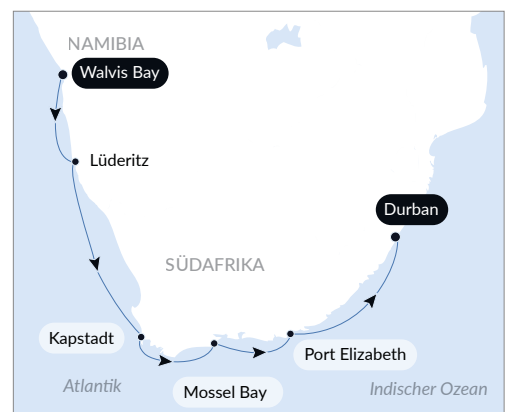 NAMIBIA
Walvis Bay
Lüderitz
Durban
SÜDAFRIKA
Kapstadt
Port Elizabeth
Atlantik
Mossel Bay
Indischer Ozean